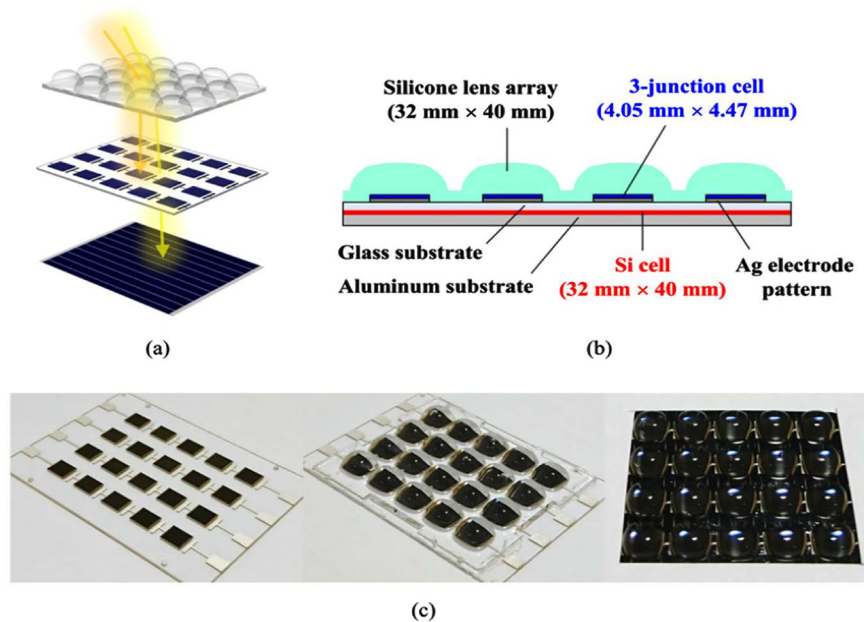 (a)
Silicone lens array
(32 mm × 40 mm)
3-junction cell
(4.05 mm × 4.47 mm)
Glass substrate
Aluminum substrate
Si cell
(32 mm × 40 mm)
Ag electrode
pattern
(b)
(c)